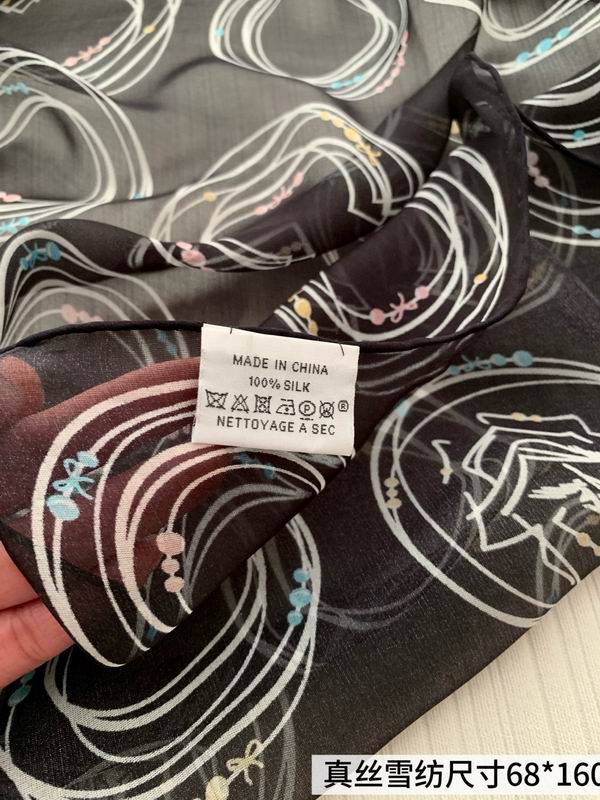 MADE IN CHINA
100% SILK
P
®
NETTOYAGE A SEC
真丝雪纺尺寸68*160